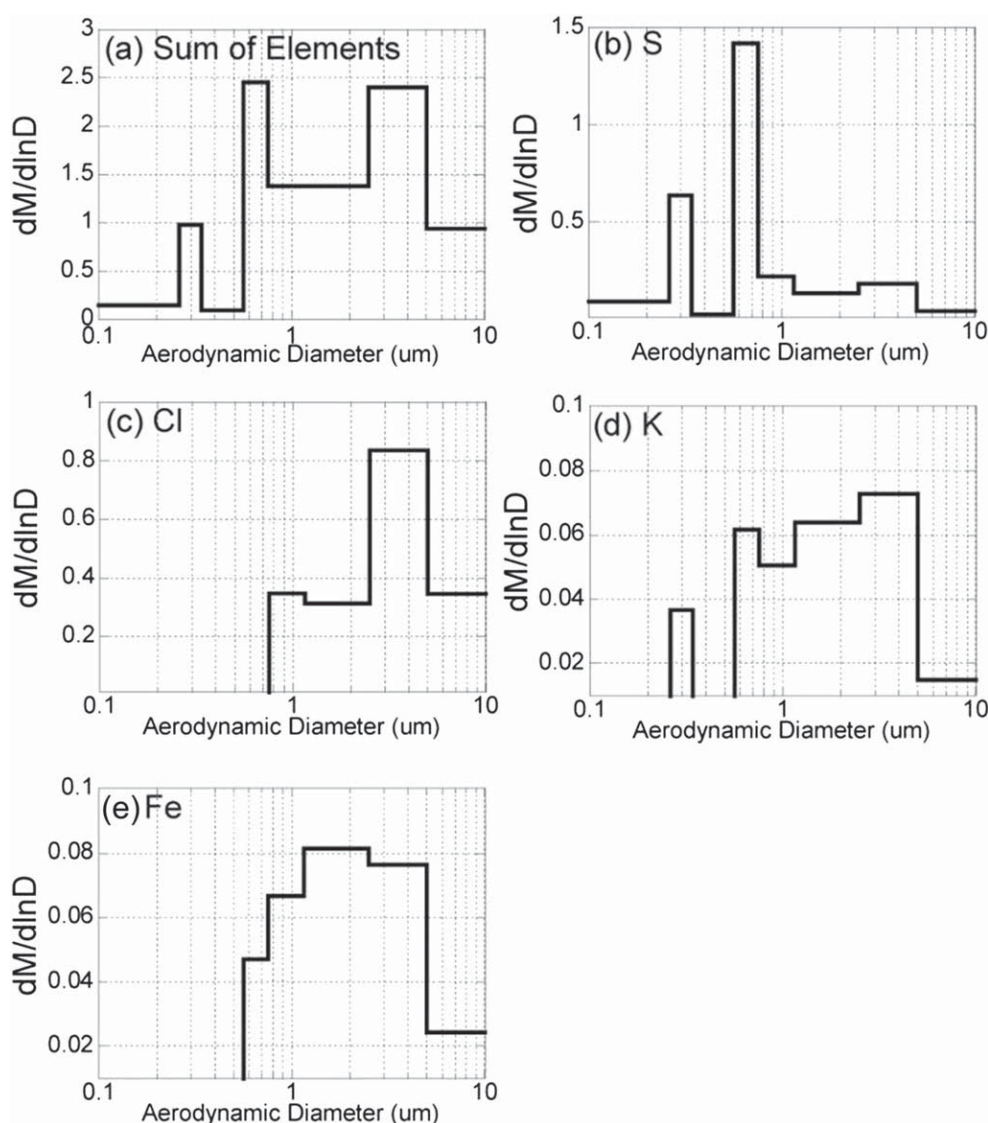 (a) Sum of Elements
3
2.5
2
1.5
1
0.5
0
dM/dlnD
0.1 1 10
Aerodynamic Diameter (um)
(b) S
1.5
1
0.5
dM/dlnD
0.1 1 10
Aerodynamic Diameter (um)
(c) Cl
1
0.8
0.6
0.4
0.2
dM/dlnD
0.1 1 10
Aerodynamic Diameter (um)
(d) K
0.1
0.08
0.06
0.04
0.02
dM/dlnD
0.1 1 10
Aerodynamic Diameter (um)
(e) Fe
0.1
0.08
0.06
0.04
0.02
dM/dlnD
0.1 1 10
Aerodynamic Diameter (um)